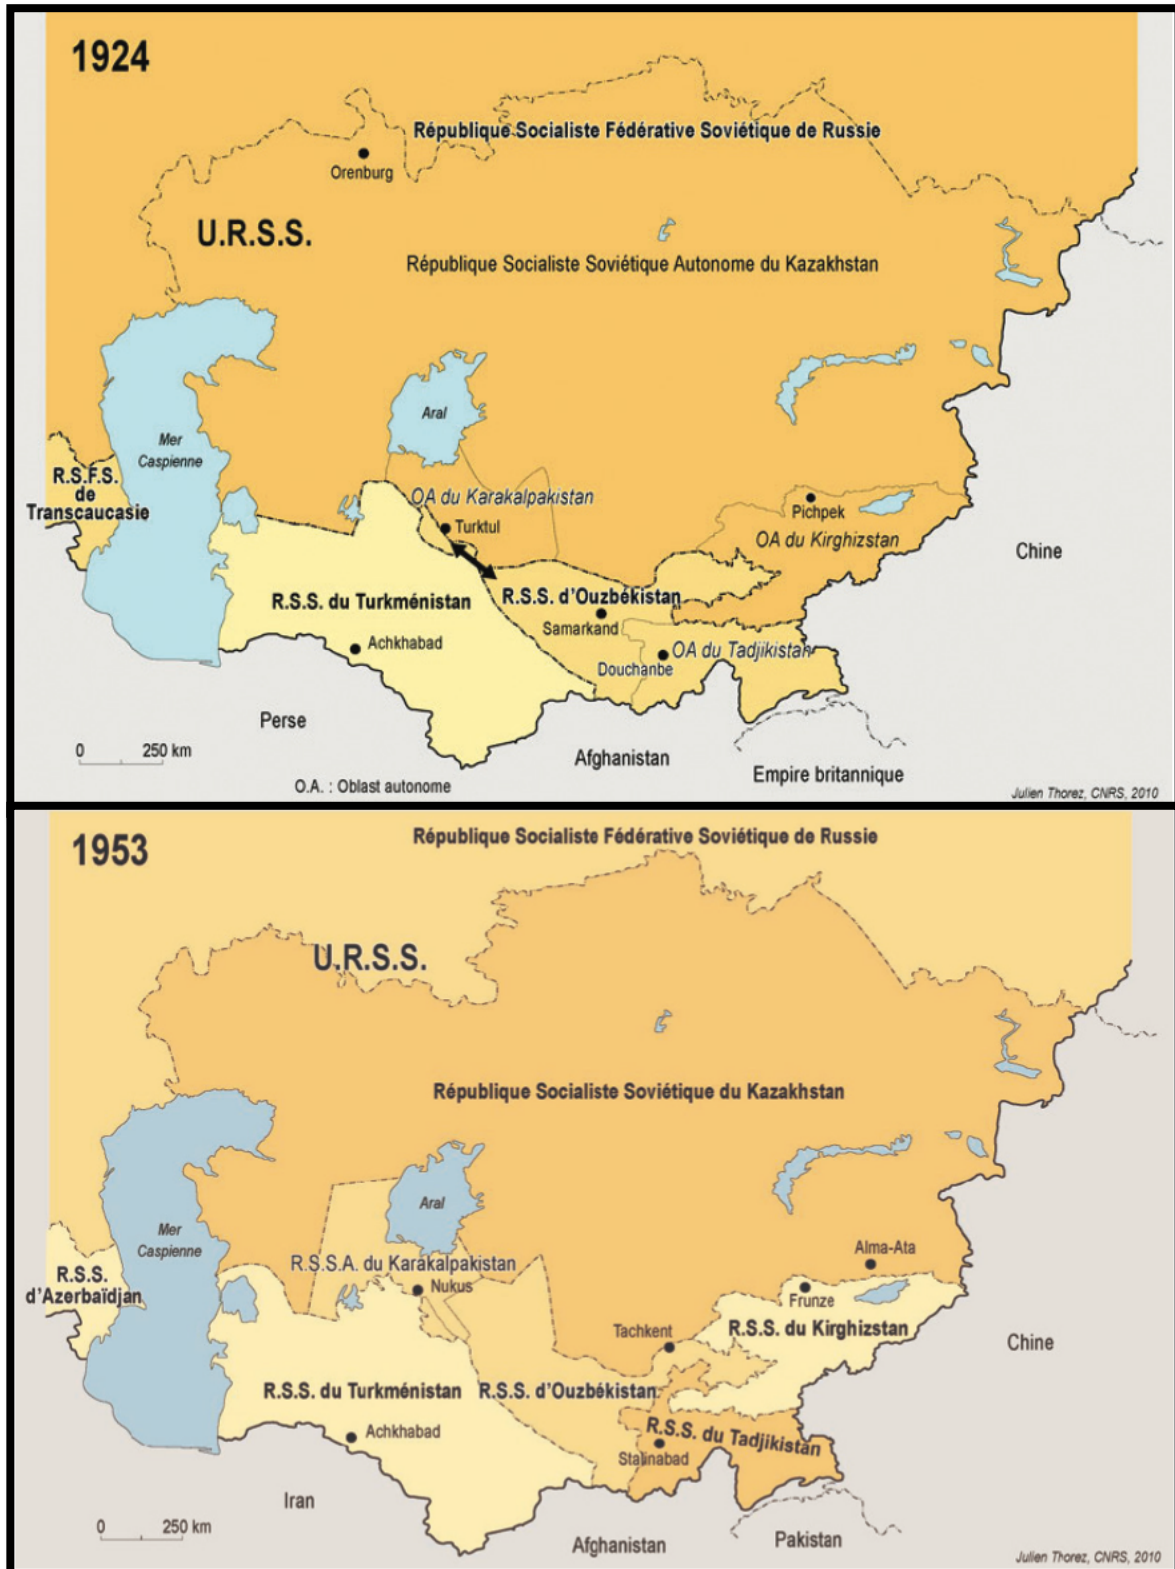 1924
République Socialiste Fédérative Soviétique de Russie
Orenburg
U.R.S.S.
République Socialiste Soviétique Autonome du Kazakhstan
Aral
Mer
Caspienne
R.S.F.S.
de
Transcaucasie
OA du Karakalpakistan
Turktul
Pichpek
OA du Kirghizstan
Chine
R.S.S. du Turkménistan
R.S.S. d'Ouzbékistan
Samarkand
Achkhabad
OA du Tadjikistan
Douchanbe
Perse
0 250 km
Afghanistan
Empire britannique
O.A. : Oblast autonome
Julien Thorez, CNRS, 2010
1953
République Socialiste Fédérative Soviétique de Russie
U.R.S.S.
République Socialiste Soviétique du Kazakhstan
Aral
Mer
Caspienne
R.S.S.A. du Karakalpakistan
Nukus
Alma-Ata
R.S.S.
d'Azerbaïdjan
Frunze
R.S.S. du Kirghizstan
Tachkent
Chine
R.S.S. du Turkménistan
R.S.S. d'Ouzbékistan
Achkhabad
R.S.S. du Tadjikistan
Stalinabad
Iran
0 250 km
Afghanistan
Pakistan
Julien Thorez, CNRS, 2010